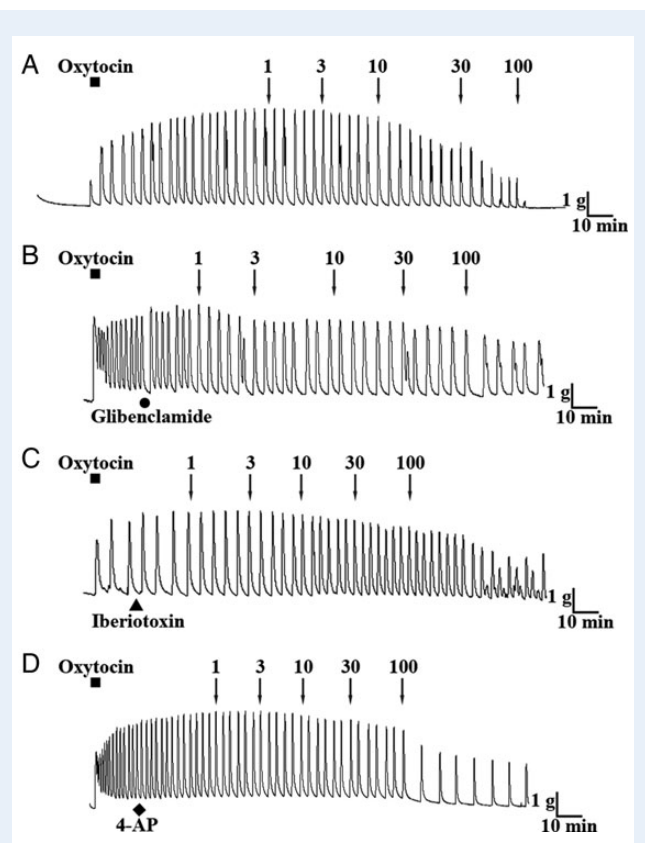 A Oxytocin 1 3 10 30 100
1 g
10 min
B Oxytocin 1 3 10 30 100
1 g
Glibenclamide 10 min
C Oxytocin 1 3 10 30 100
1 g
Iberiotoxin 10 min
D Oxytocin 1 3 10 30 100
1 g
4-AP 10 min